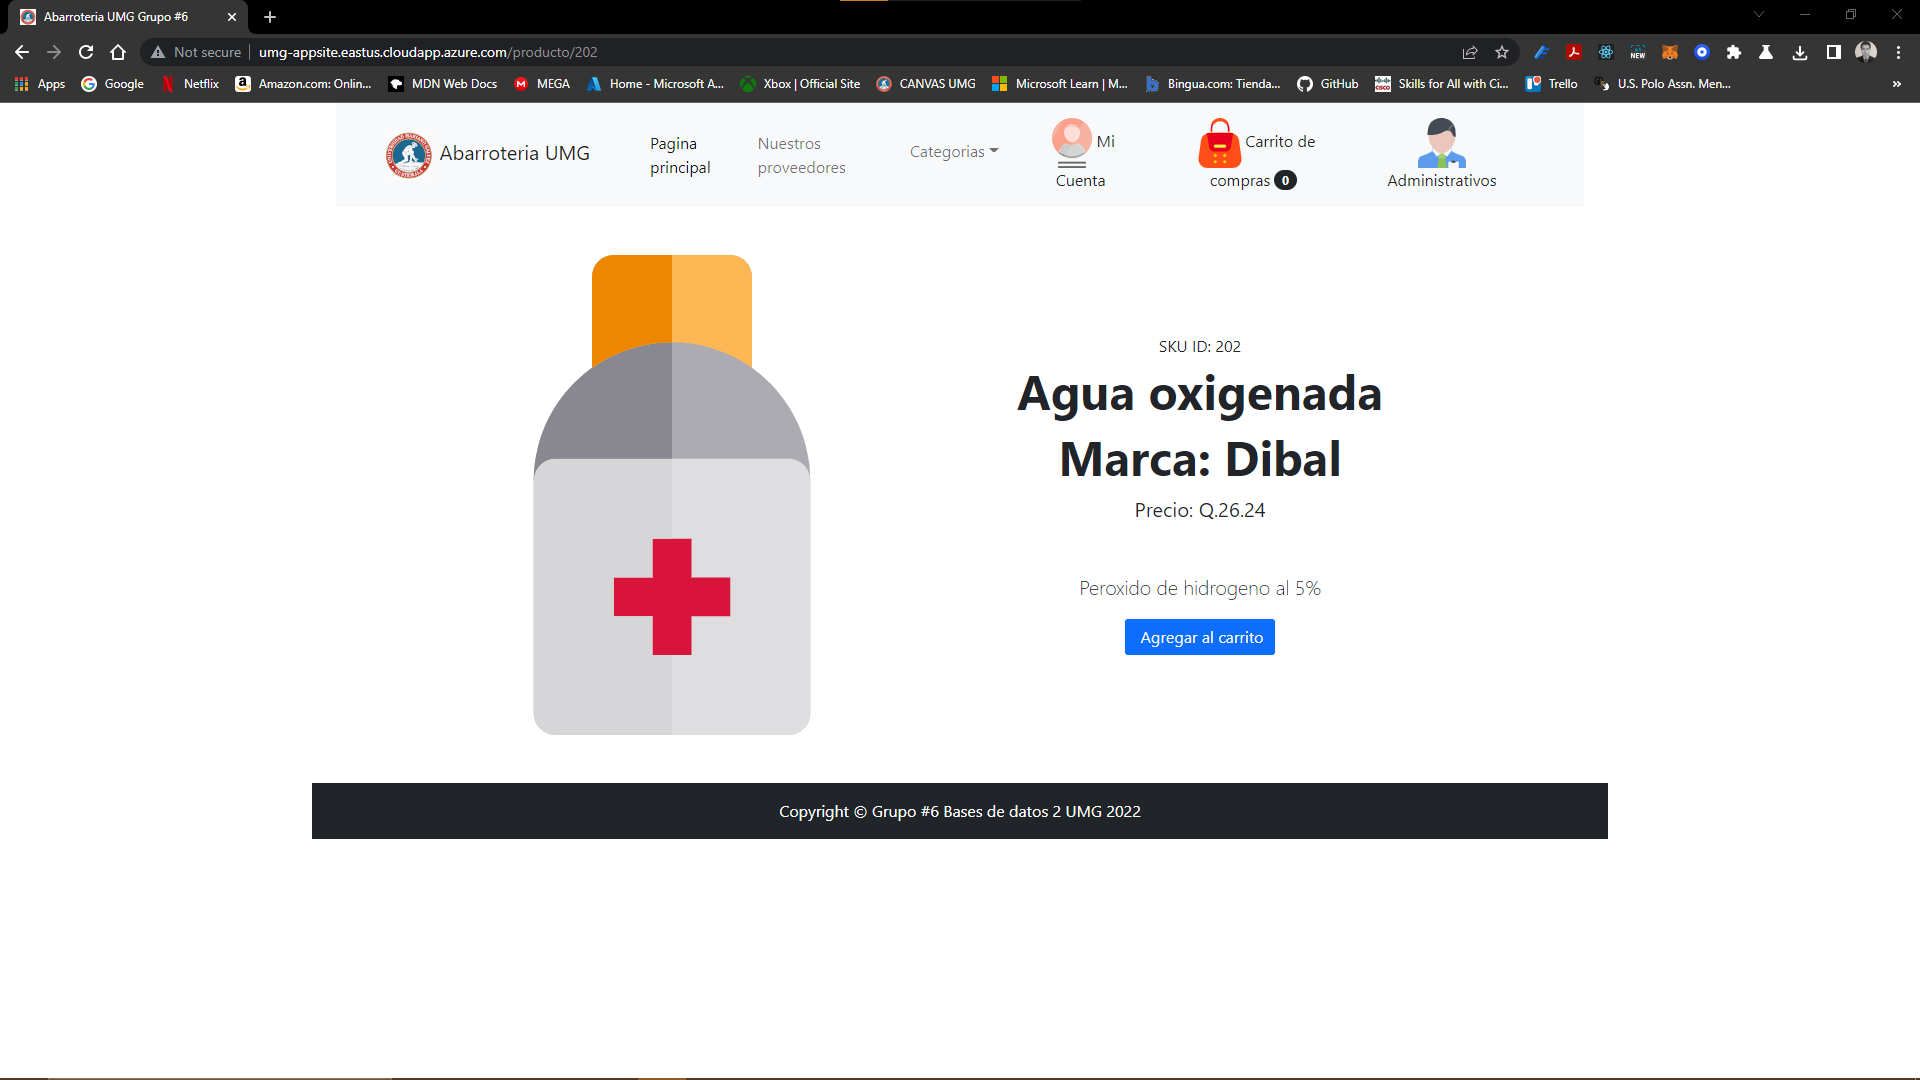 Abarroteria UMG Grupo #6
Not secure umg-appsite.eastus.cloudapp.azure.com/producto/202
NEW
Apps Google Netflix Amazon.com: Onlin... MDN Web Docs MEGA Home - Microsoft A... Xbox | Official Site CANVAS UMG Microsoft Learn | M... Bingua.com: Tienda... GitHub Skills for All with Ci... Trello U.S. Polo Assn. Men... »
Abarroteria UMG
Pagina
principal
Nuestros
proveedores
Categorias
Mi
Cuenta
Carrito de
compras 0
Administrativos
SKU ID: 202
Agua oxigenada
Marca: Dibal
Precio: Q.26.24
Peroxido de hidrogeno al 5%
Agregar al carrito
Copyright © Grupo #6 Bases de datos 2 UMG 2022